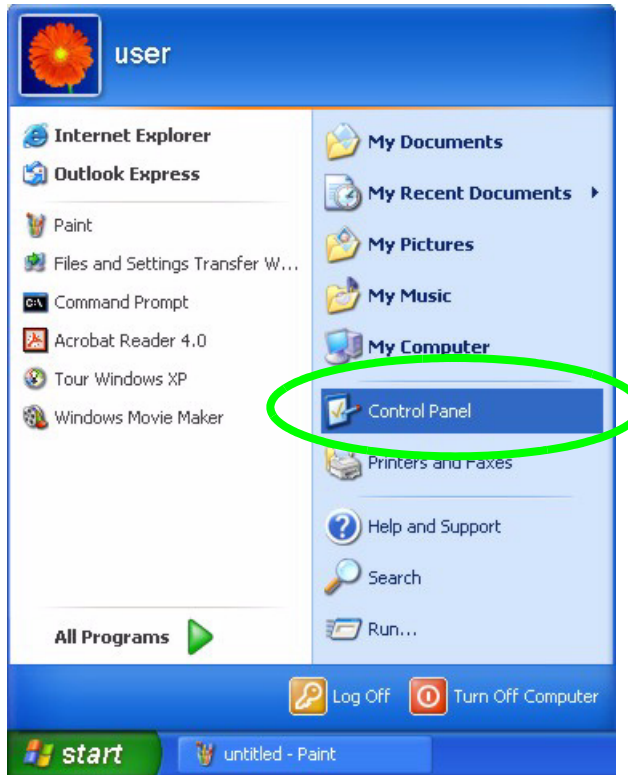 user
Internet Explorer
Outlook Express
Paint
Files and Settings Transfer W...
Command Prompt
Acrobat Reader 4.0
Tour Windows XP
Windows Movie Maker
All Programs
My Documents
My Recent Documents
My Pictures
My Music
My Computer
Control Panel
Printers and Faxes
Help and Support
Search
Run...
Log Off
Turn Off Computer
start
untitled - Paint